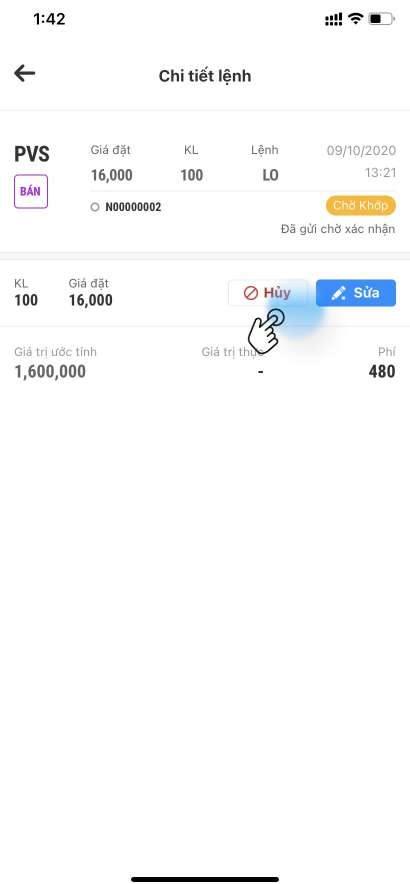 1:42
Chi tiết lệnh
PVS Giá đặt KL Lệnh 09/10/2020
16,000 100 LO 13:21
BÁN
N00000002 Chờ Khớp
Đã gửi chờ xác nhận
KL Giá đặt
100 16,000 Hủy Sửa
Giá trị ước tính Giá trị thực Phí
1,600,000 - 480